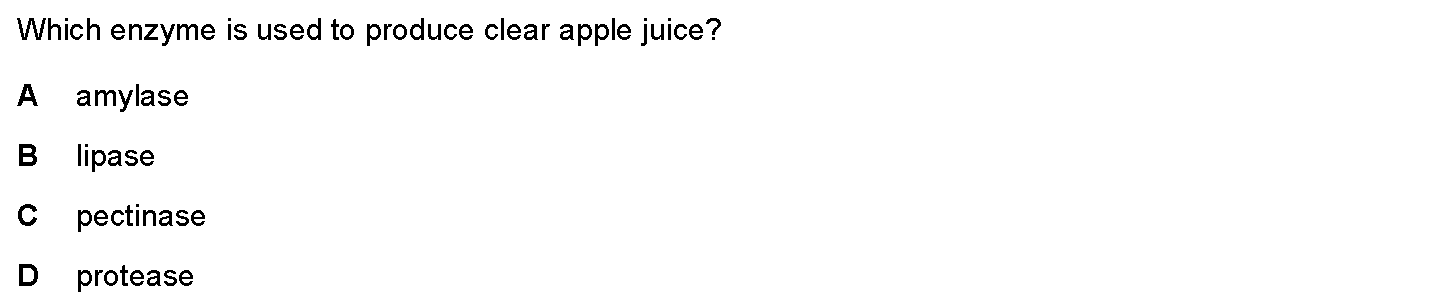 Which enzyme is used to produce clear apple juice?
A amylase
B lipase
C pectinase
D protease